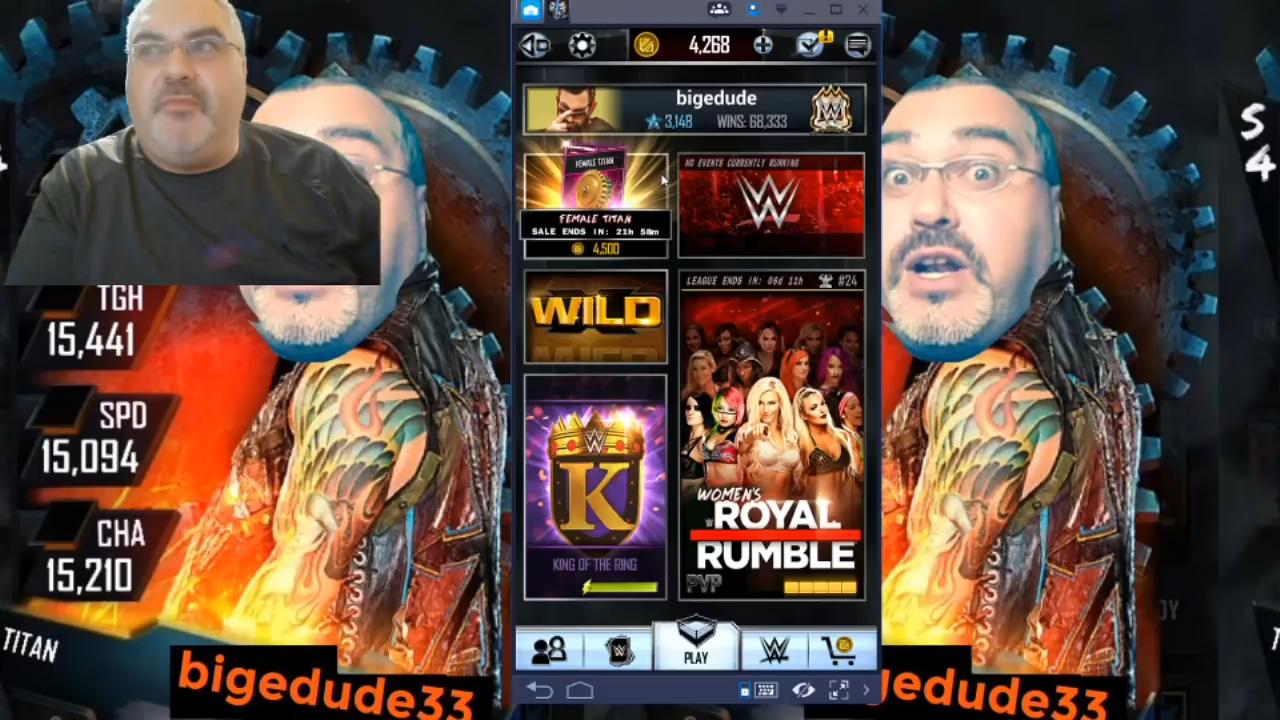 4,268
bigedude
3,148 WINS: 68,333
FEMALE TITAN
FEMALE TITAN
SALE ENDS IN: 21h 58m
4,500
NO EVENTS CURRENTLY RUNNING
WILD
LEAGUE ENDS IN: 06d 11h #24
WOMEN'S
ROYAL
RUMBLE
PVP
K
KING OF THE RING
PLAY
TGH
15,441
SPD
15,094
CHA
15,210
TITAN
bigedude33
gedude33
S
4